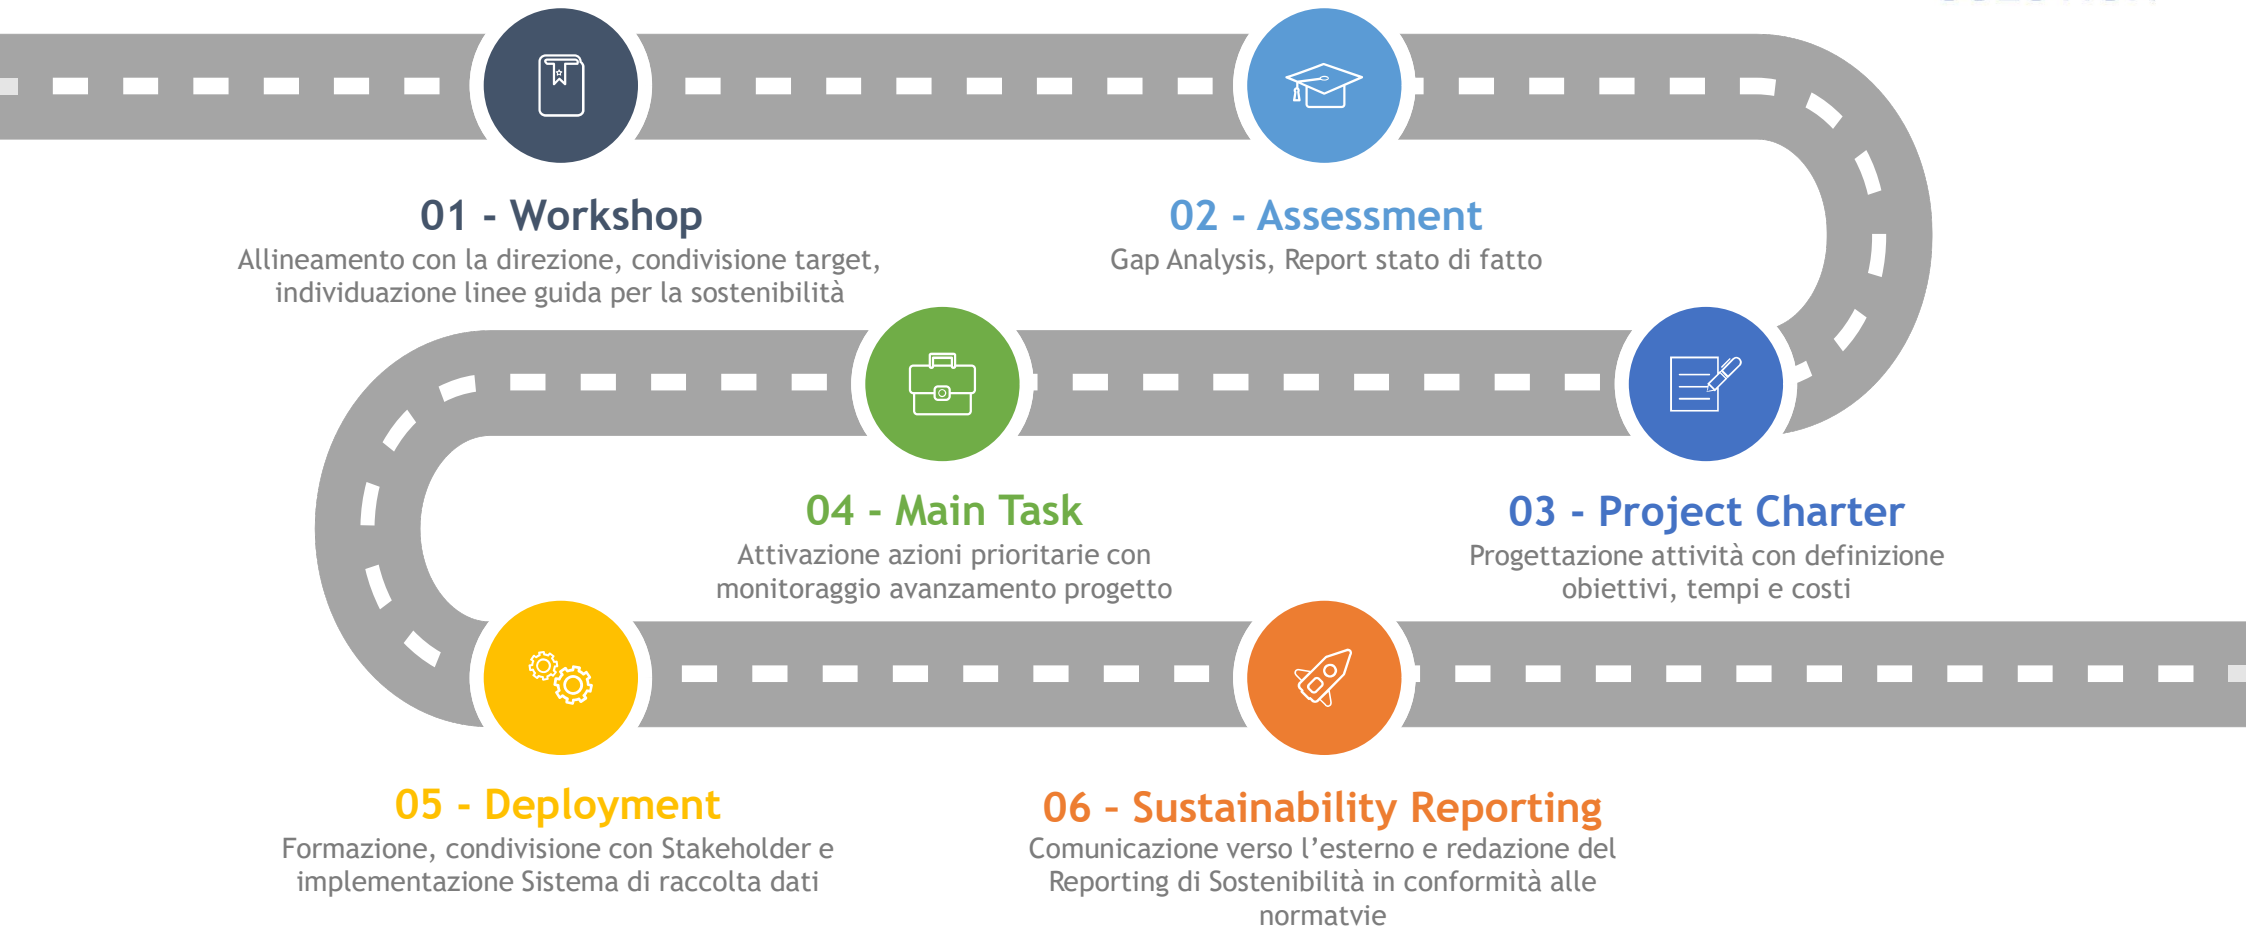 01 - Workshop
Allineamento con la direzione, condivisione target,
individuazione linee guida per la sostenibilità
02 - Assessment
Gap Analysis, Report stato di fatto
03 - Project Charter
Progettazione attività con definizione
obiettivi, tempi e costi
04 - Main Task
Attivazione azioni prioritarie con
monitoraggio avanzamento progetto
05 - Deployment
Formazione, condivisione con Stakeholder e
implementazione Sistema di raccolta dati
06 – Sustainability Reporting
Comunicazione verso l’esterno e redazione del
Reporting di Sostenibilità in conformità alle
normatvie